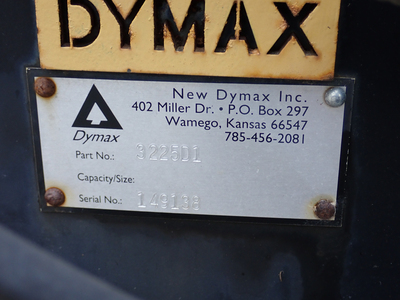 DYMAX
New Dymax Inc.
402 Miller Dr. • P.O. Box 297
Wamego, Kansas 66547
785-456-2081
Dymax
Part No.: 322501
Capacity/Size:
Serial No.: 149108